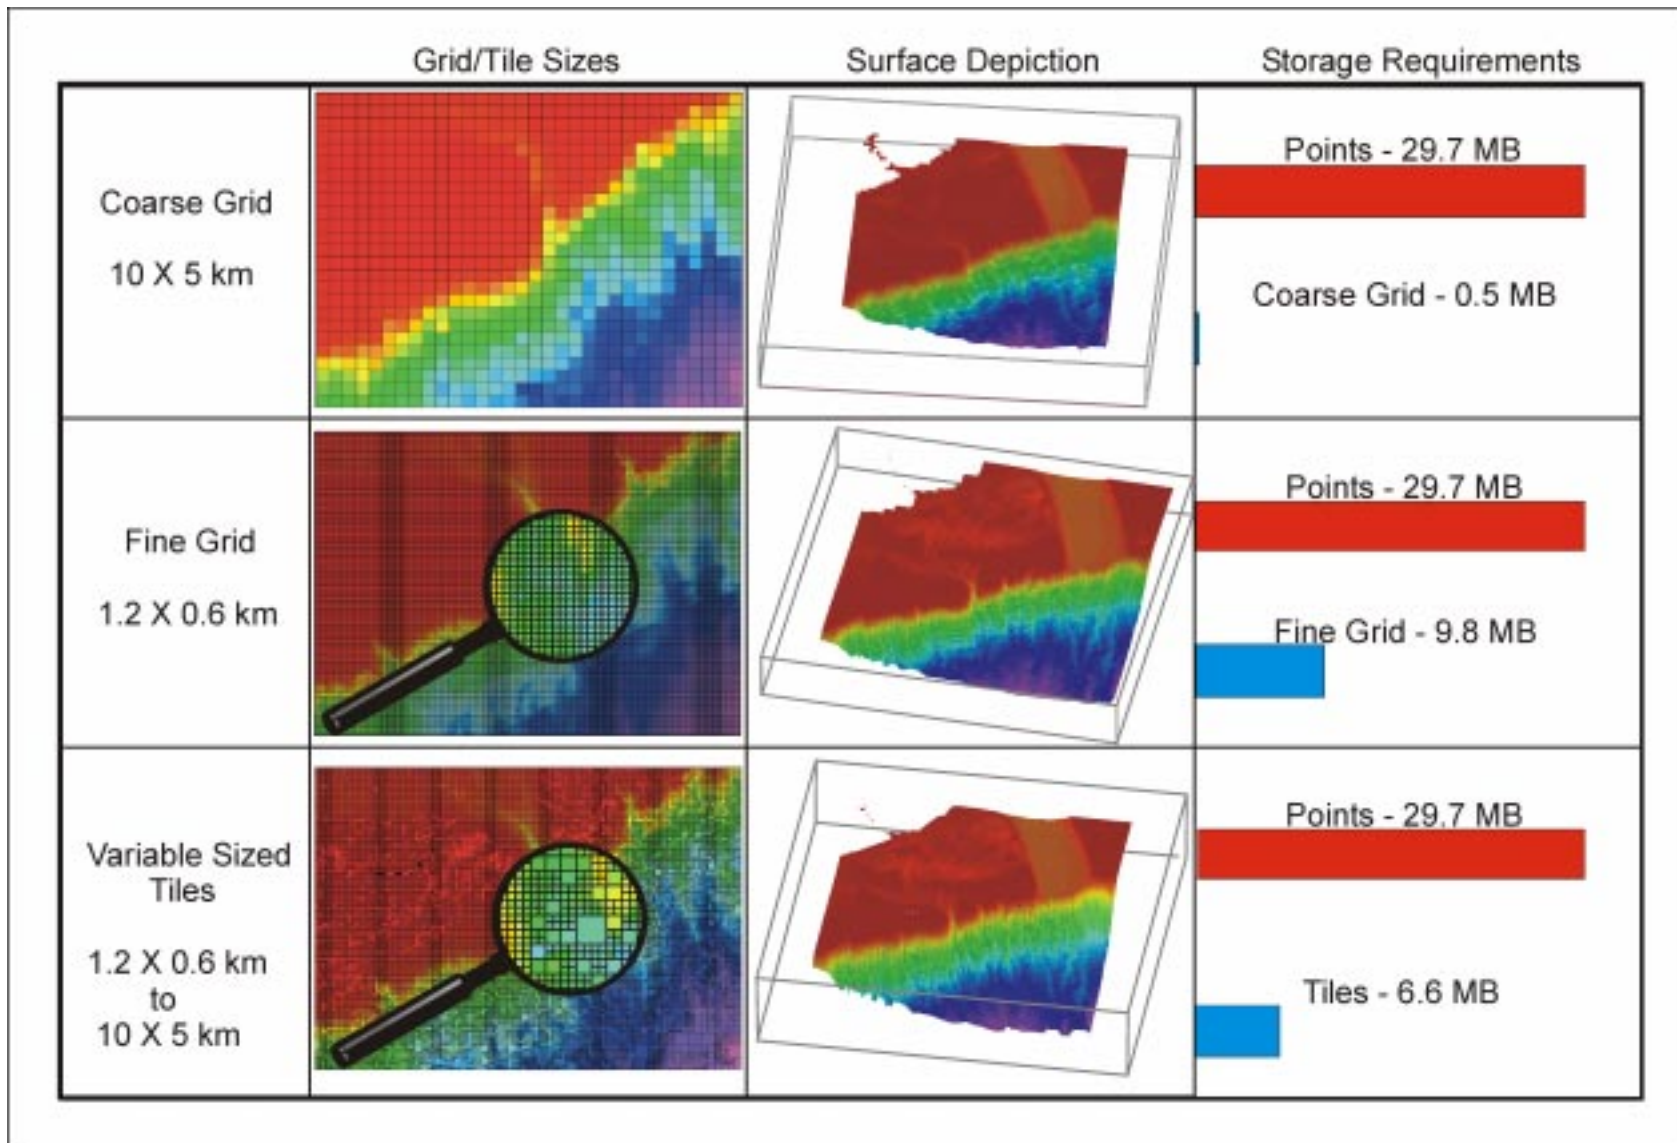 Grid/Tile Sizes
Surface Depiction
Storage Requirements
Coarse Grid
10 X 5 km
Points - 29.7 MB
Coarse Grid - 0.5 MB
Fine Grid
1.2 X 0.6 km
Points - 29.7 MB
Fine Grid - 9.8 MB
Variable Sized
Tiles
1.2 X 0.6 km
to
10 X 5 km
Points - 29.7 MB
Tiles - 6.6 MB